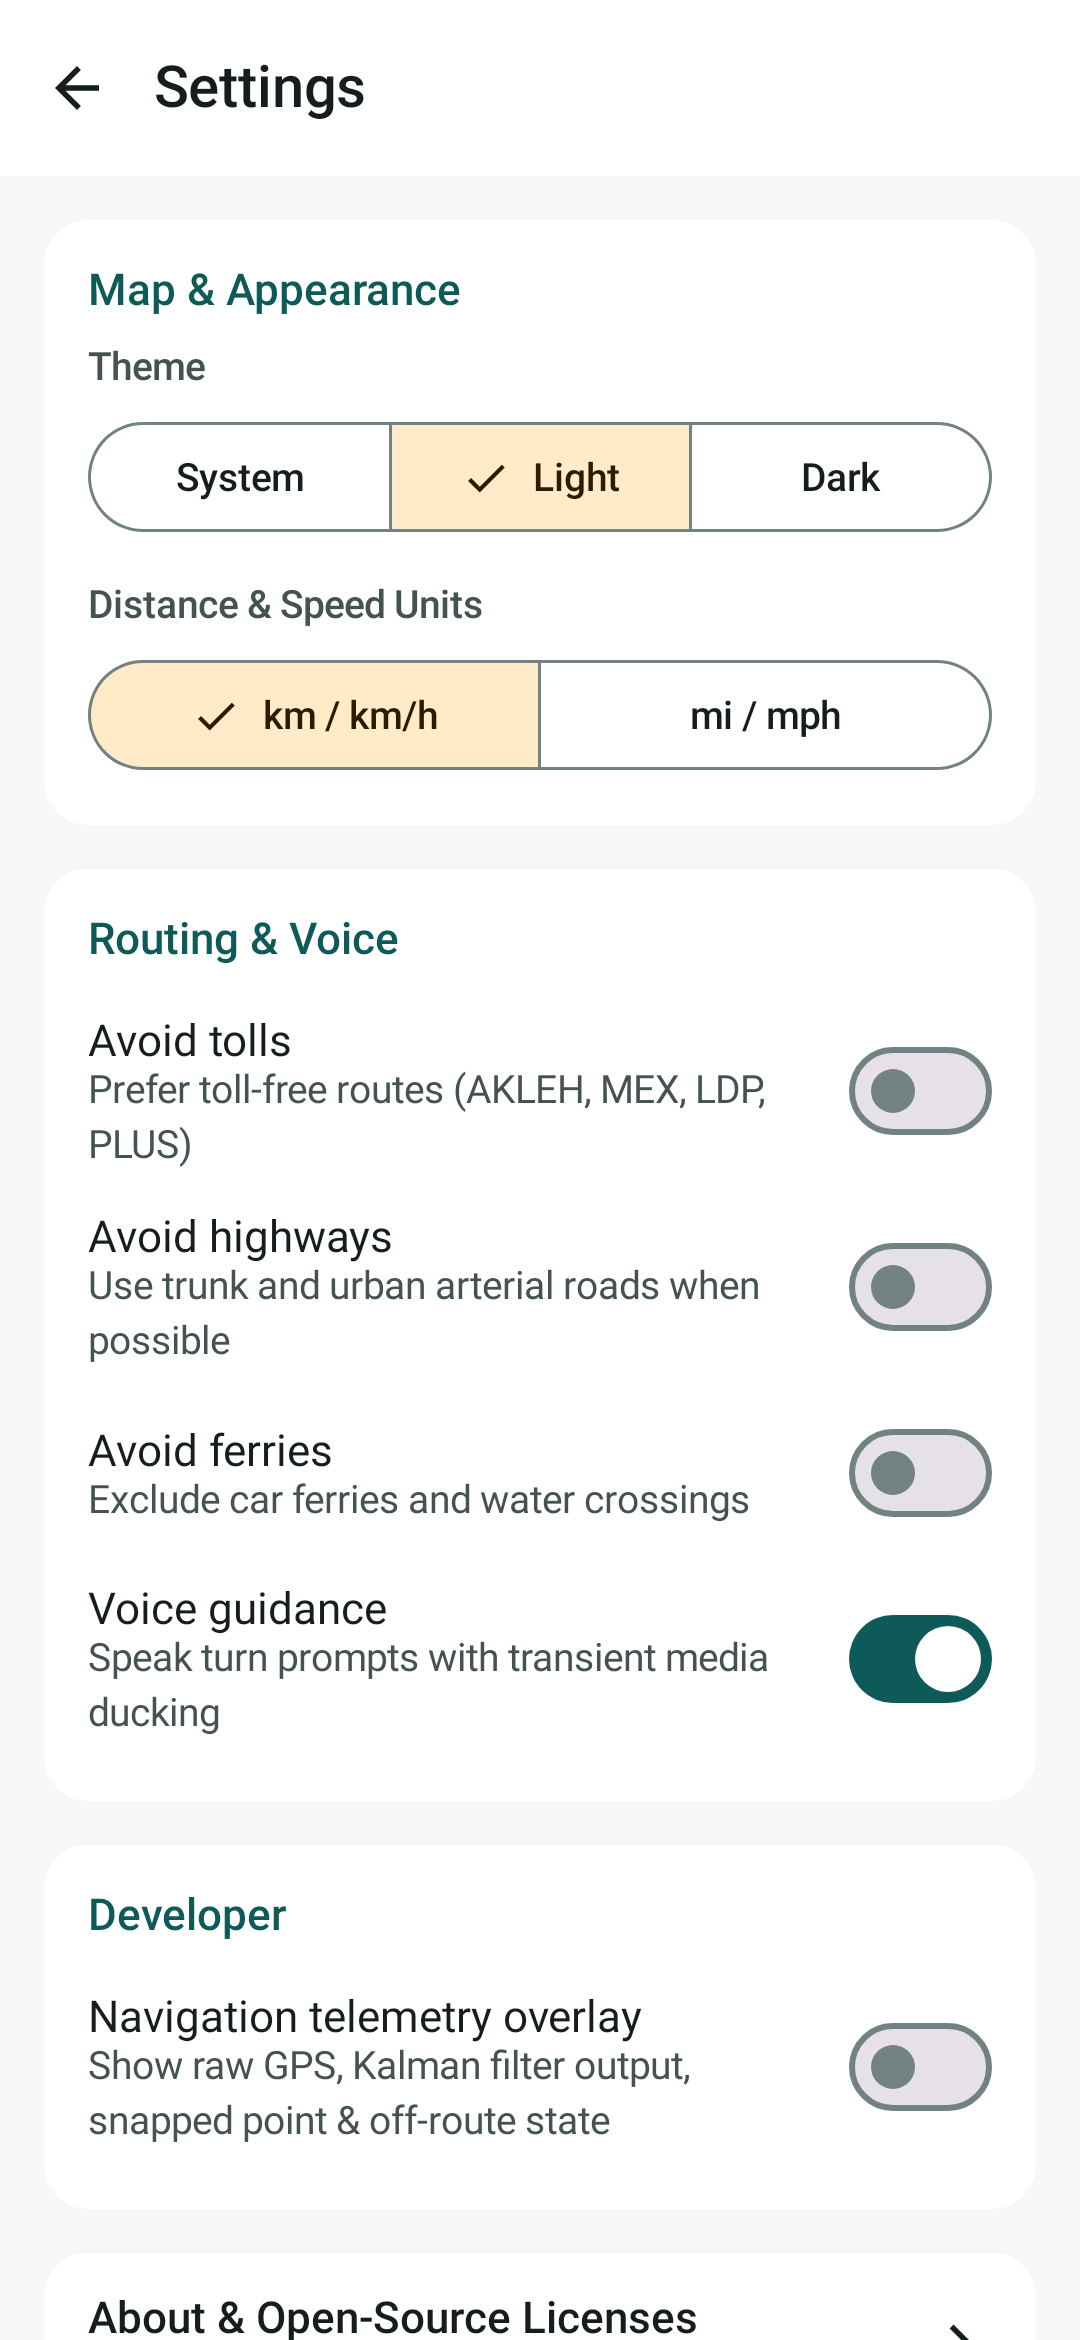 Settings
Map & Appearance
Theme
System
Light
Dark
Distance & Speed Units
km / km/h
mi / mph
Routing & Voice
Avoid tolls
Prefer toll-free routes (AKLEH, MEX, LDP,
PLUS)
Avoid highways
Use trunk and urban arterial roads when
possible
Avoid ferries
Exclude car ferries and water crossings
Voice guidance
Speak turn prompts with transient media
ducking
Developer
Navigation telemetry overlay
Show raw GPS, Kalman filter output,
snapped point & off-route state
About & Open-Source Licenses